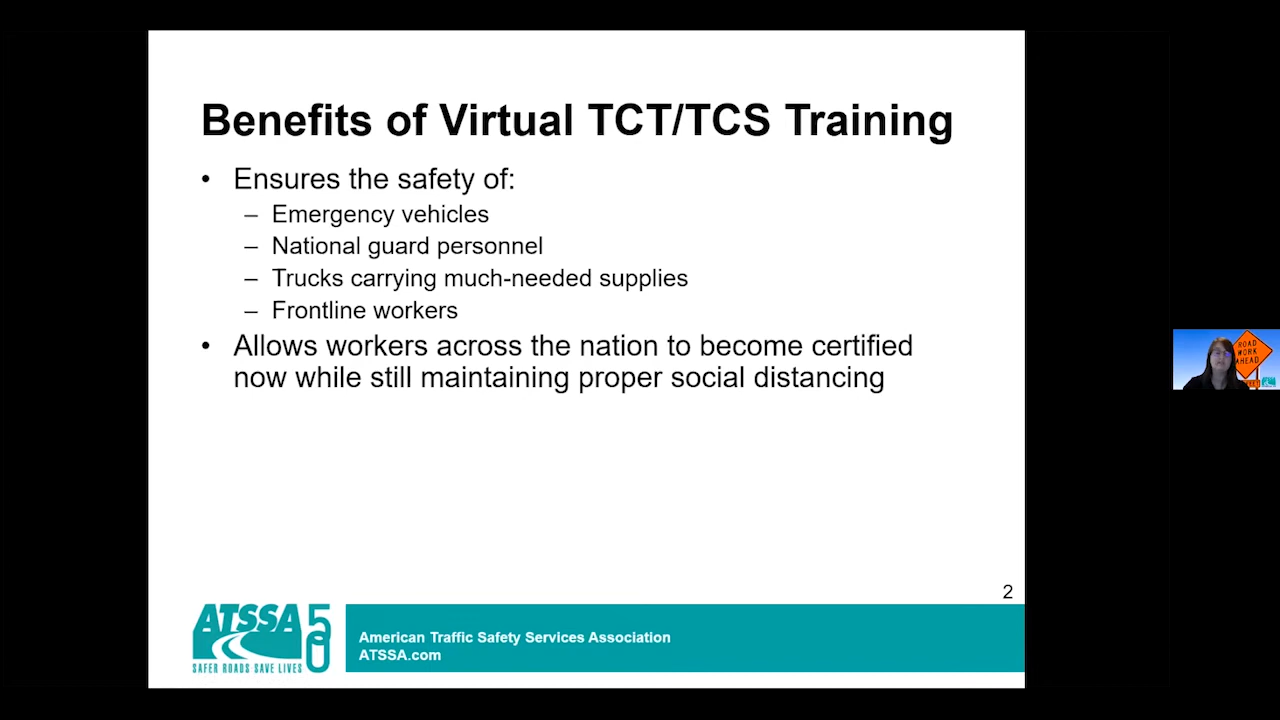 Benefits of Virtual TCT/TCS Training
• Ensures the safety of:
– Emergency vehicles
– National guard personnel
– Trucks carrying much-needed supplies
– Frontline workers
• Allows workers across the nation to become certified
now while still maintaining proper social distancing
ROAD
WORK
AHEAD
2
ATSSA 50
SAFER ROADS SAVE LIVES
American Traffic Safety Services Association
ATSSA.com